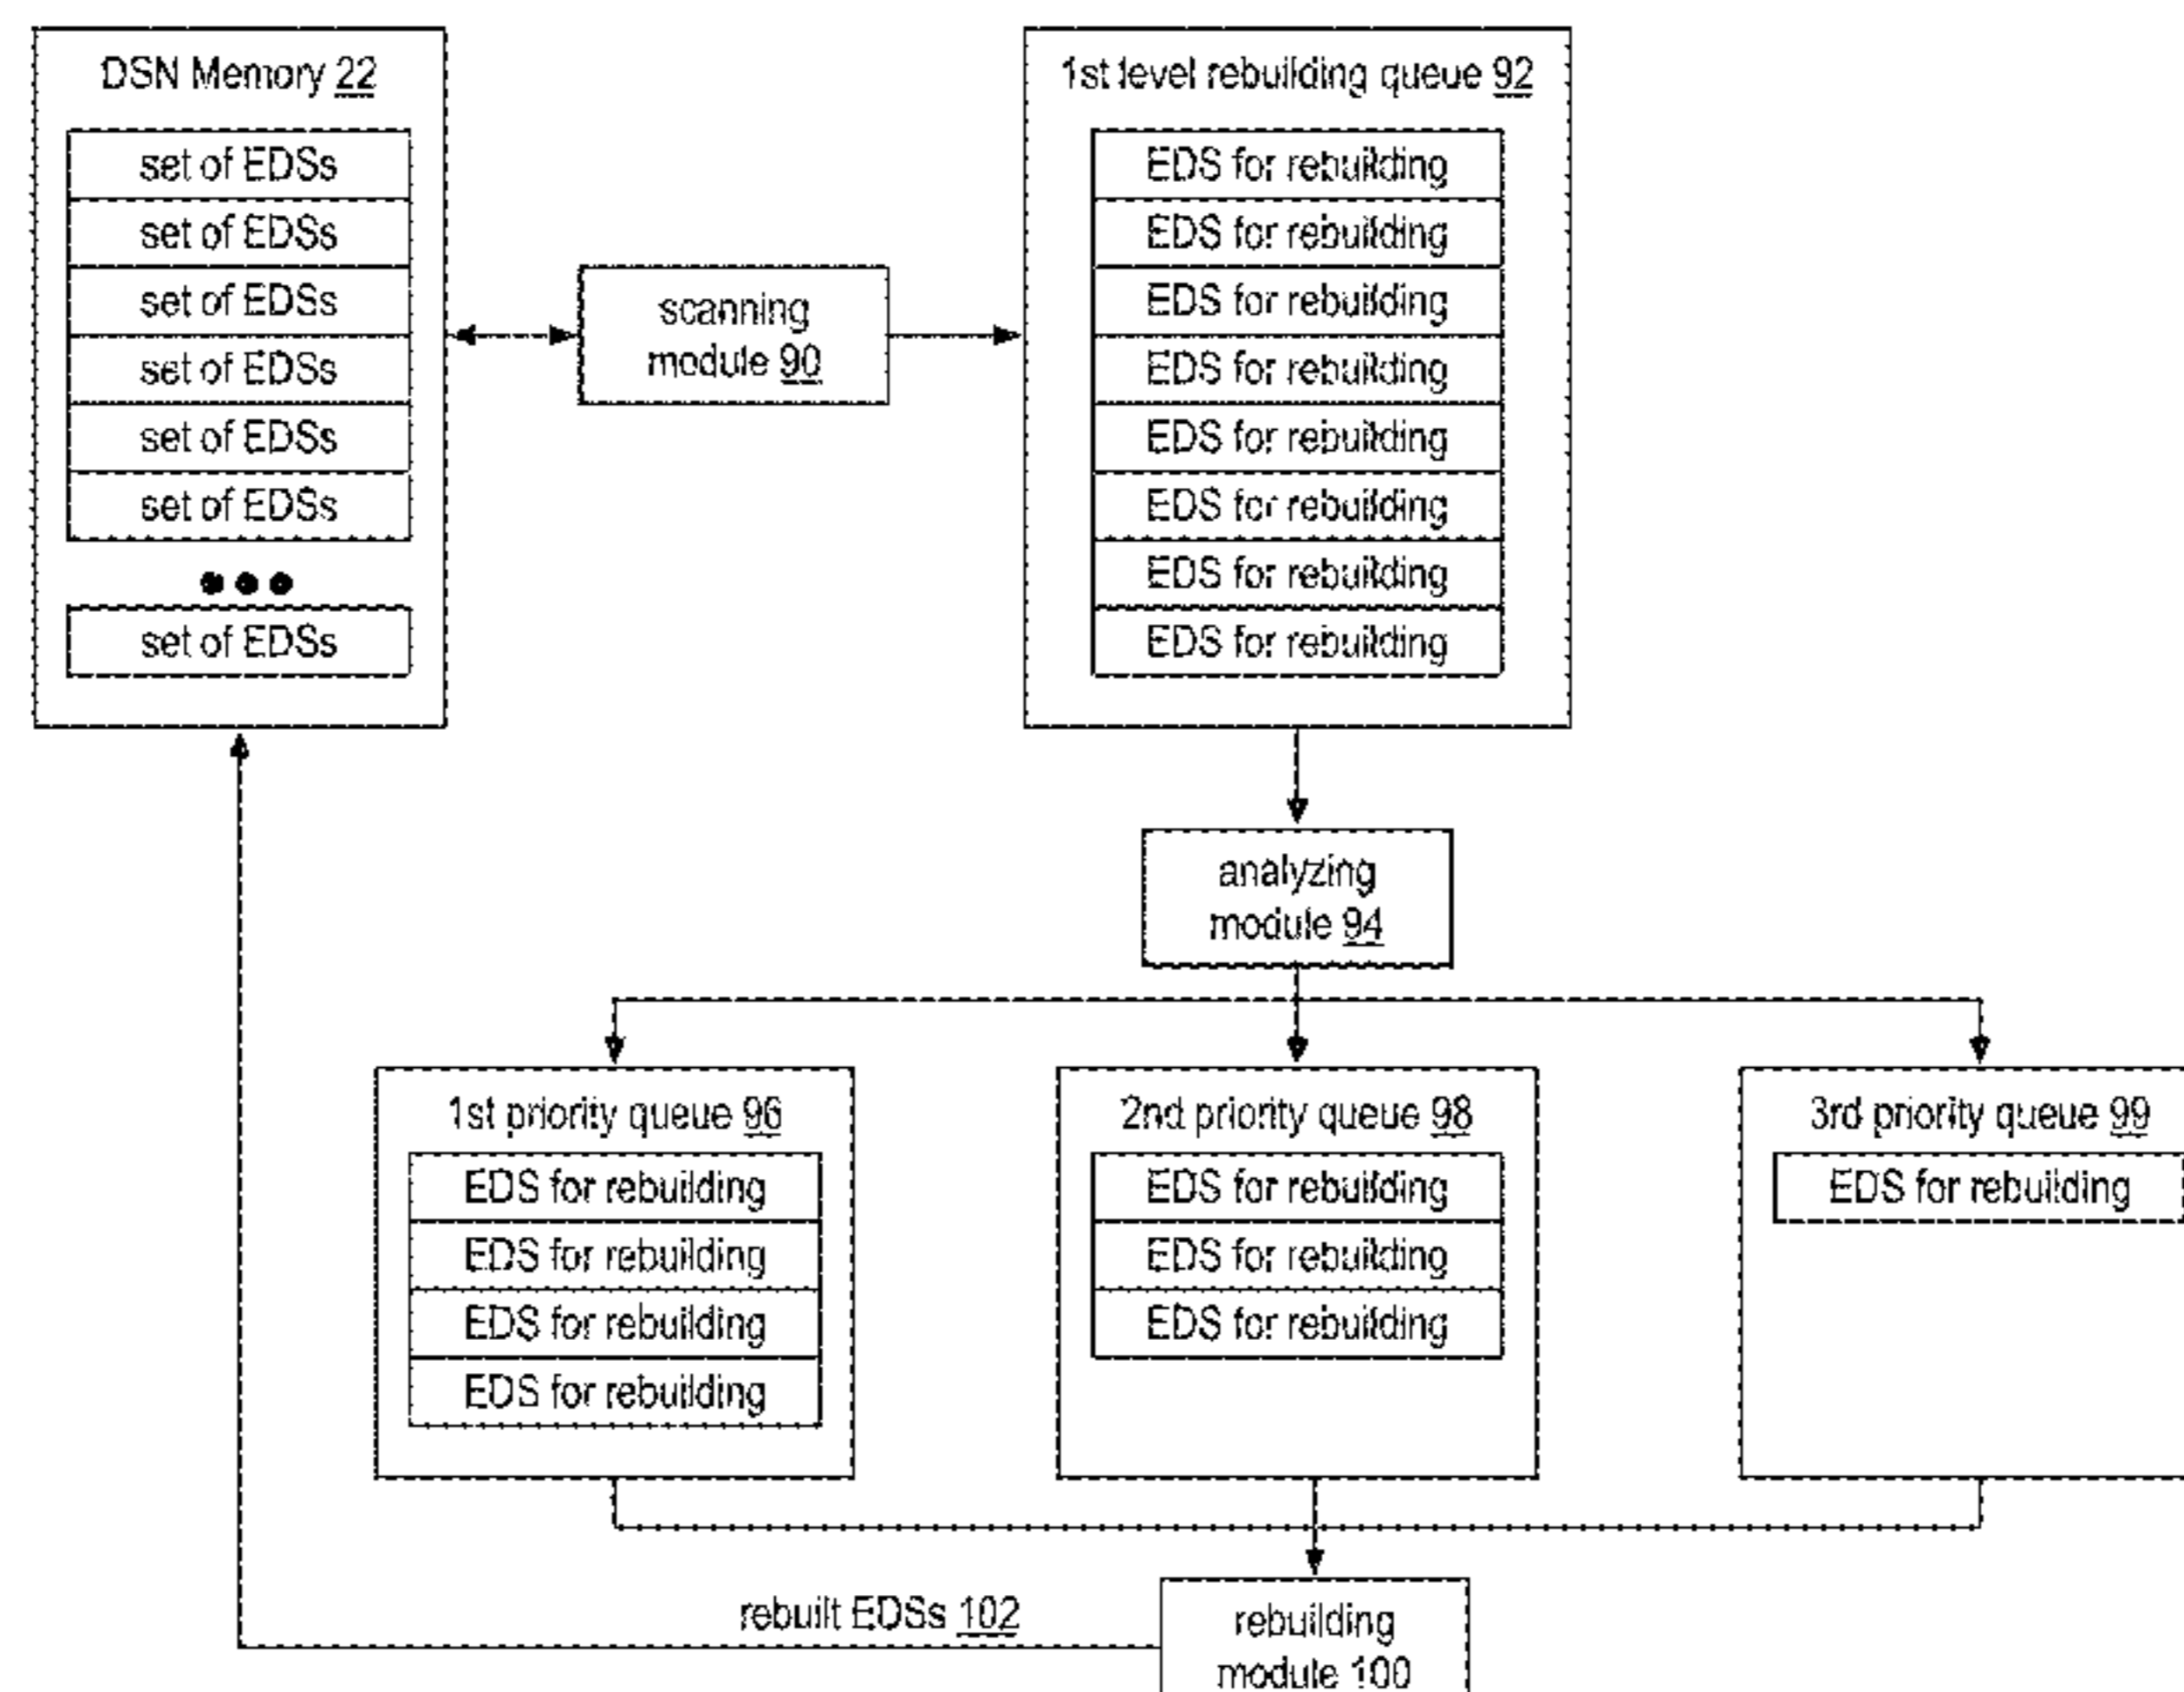 DSN Memory 22
set of EDSs
set of EDSs
set of EDSs
set of EDSs
set of EDSs
set of EDSs
set of EDSs
scanning
module 90
1st level rebuilding queue 92
EDS for rebuilding
EDS for rebuilding
EDS for rebuilding
EDS for rebuilding
EDS for rebuilding
EDS for rebuilding
EDS for rebuilding
EDS for rebuilding
analyzing
module 94
1st priority queue 96
EDS for rebuilding
EDS for rebuilding
EDS for rebuilding
EDS for rebuilding
2nd priority queue 98
EDS for rebuilding
EDS for rebuilding
EDS for rebuilding
3rd priority queue 99
EDS for rebuilding
rebuilt EDSs 102
rebuilding
module 100